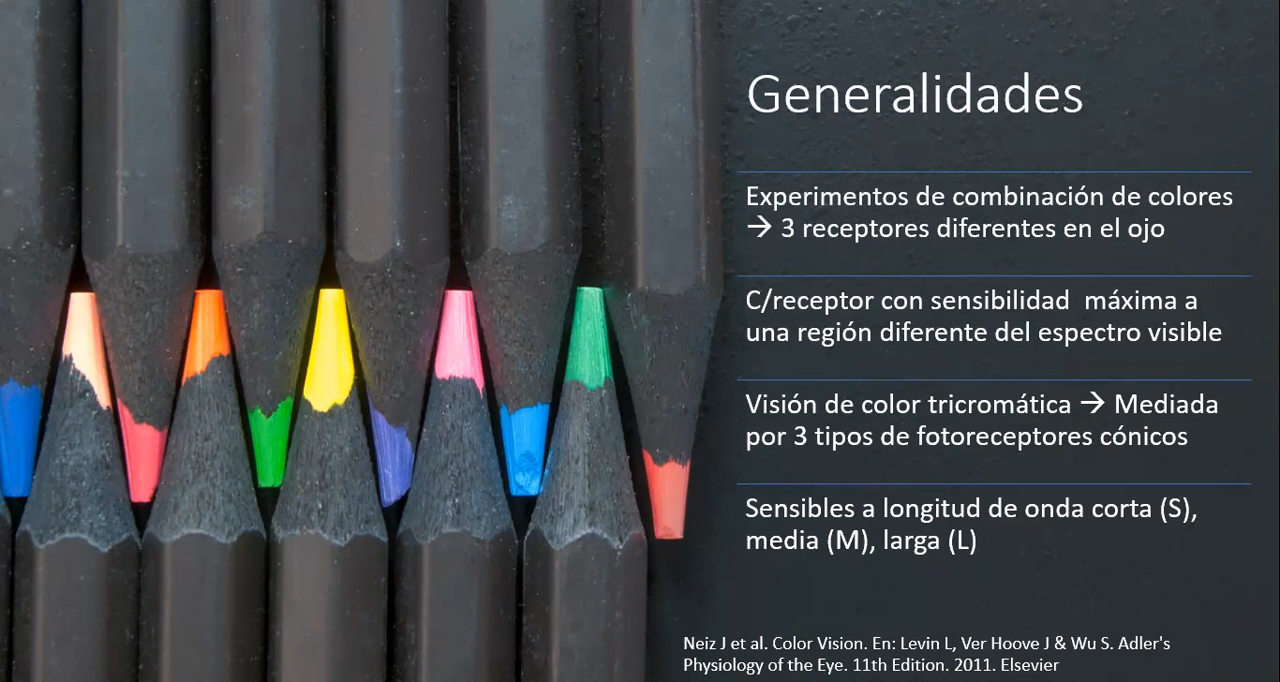 Generalidades
Experimentos de combinación de colores
→ 3 receptores diferentes en el ojo
C/receptor con sensibilidad máxima a
una región diferente del espectro visible
Visión de color tricromática → Mediada
por 3 tipos de fotoreceptores cónicos
Sensibles a longitud de onda corta (S),
media (M), larga (L)
Neiz J et al. Color Vision. En: Levin L, Ver Hoove J & Wu S. Adler's
Physiology of the Eye. 11th Edition. 2011. Elsevier